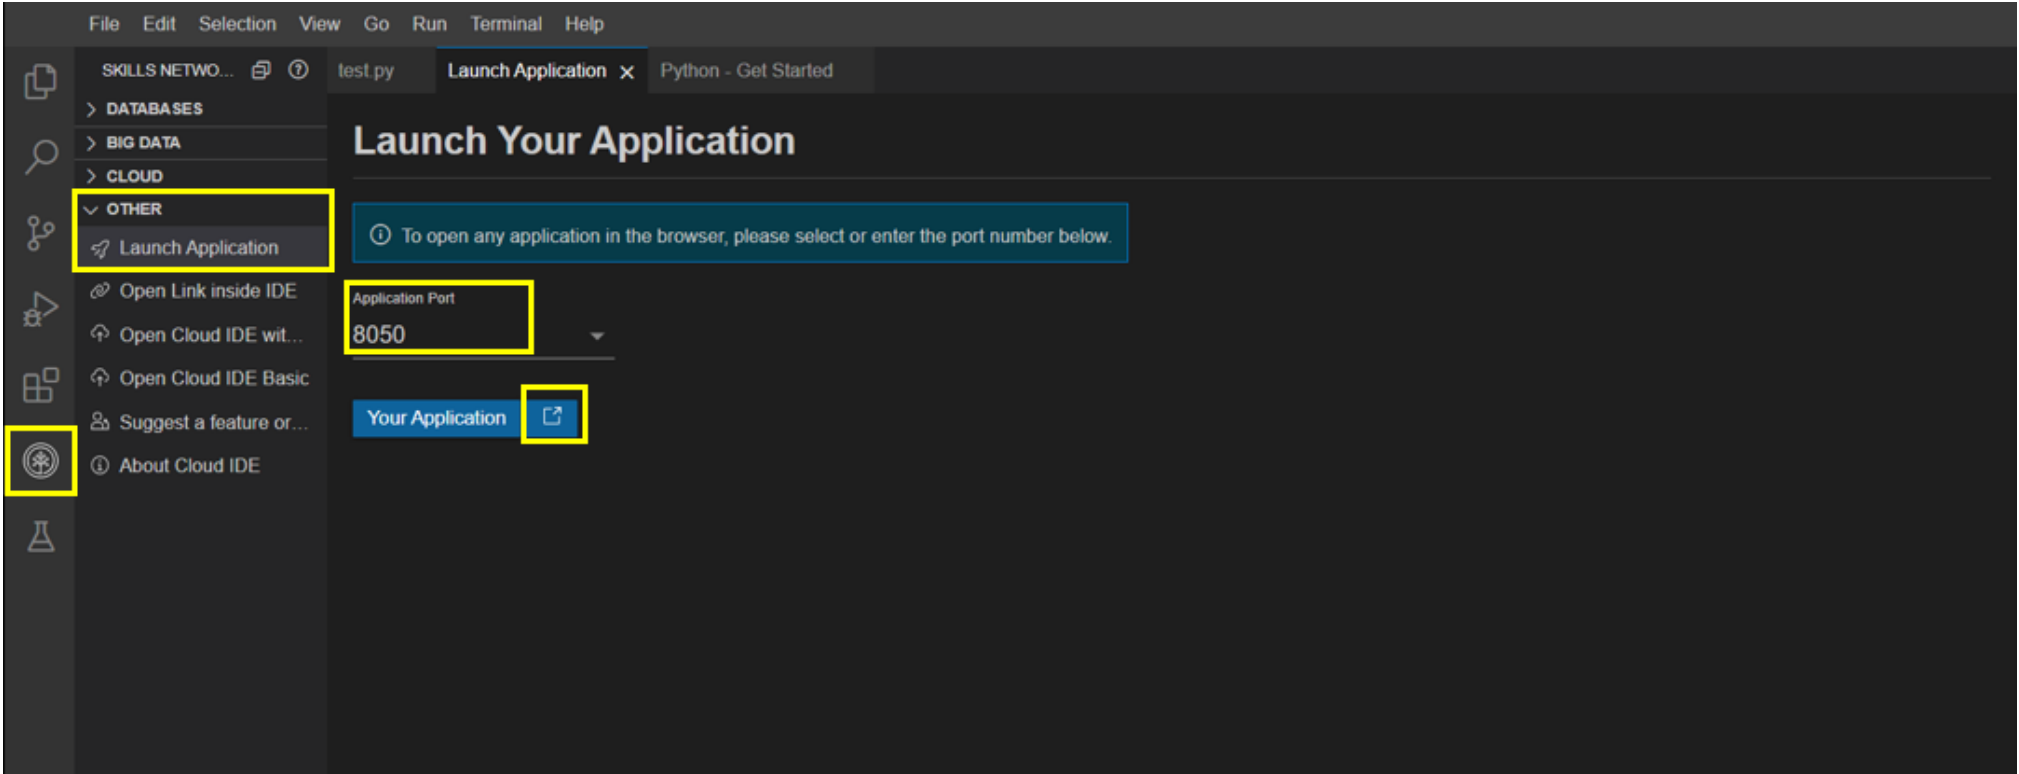 File Edit Selection View Go Run Terminal Help
SKILLS NETWO...
test.py
Launch Application
Python - Get Started
DATABASES
BIG DATA
CLOUD
OTHER
Launch Application
Open Link inside IDE
Open Cloud IDE wit...
Open Cloud IDE Basic
Suggest a feature or...
About Cloud IDE
Launch Your Application
To open any application in the browser, please select or enter the port number below.
Application Port
8050
Your Application